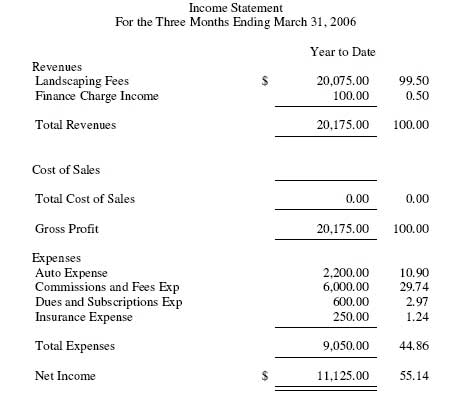 Income Statement
For the Three Months Ending March 31, 2006
Year to Date
Revenues
Landscaping Fees $ 20,075.00 99.50
Finance Charge Income 100.00 0.50
Total Revenues 20,175.00 100.00
Cost of Sales
Total Cost of Sales 0.00 0.00
Gross Profit 20,175.00 100.00
Expenses
Auto Expense 2,200.00 10.90
Commissions and Fees Exp 6,000.00 29.74
Dues and Subscriptions Exp 600.00 2.97
Insurance Expense 250.00 1.24
Total Expenses 9,050.00 44.86
Net Income $ 11,125.00 55.14